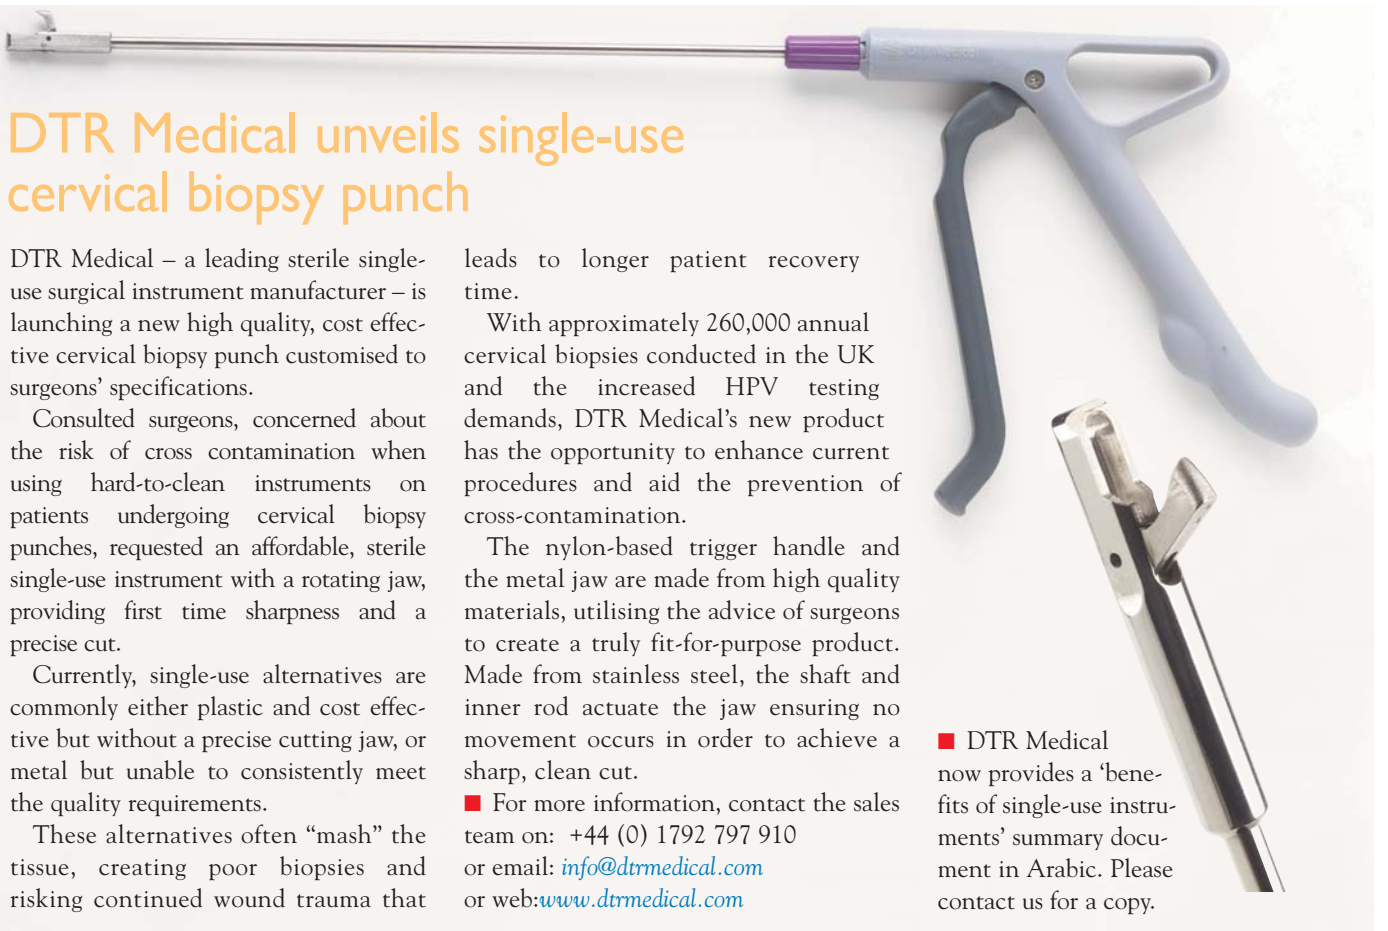 DTR Medical unveils single-use
cervical biopsy punch
DTR Medical – a leading sterile single-
use surgical instrument manufacturer – is
launching a new high quality, cost effec-
tive cervical biopsy punch customised to
surgeons’ specifications.
Consulted surgeons, concerned about
the risk of cross contamination when
using hard-to-clean instruments on
patients undergoing cervical biopsy
punches, requested an affordable, sterile
single-use instrument with a rotating jaw,
providing first time sharpness and a
precise cut.
Currently, single-use alternatives are
commonly either plastic and cost effec-
tive but without a precise cutting jaw, or
metal but unable to consistently meet
the quality requirements.
These alternatives often “mash” the
tissue, creating poor biopsies and
risking continued wound trauma that
leads to longer patient recovery
time.
With approximately 260,000 annual
cervical biopsies conducted in the UK
and the increased HPV testing
demands, DTR Medical’s new product
has the opportunity to enhance current
procedures and aid the prevention of
cross-contamination.
The nylon-based trigger handle and
the metal jaw are made from high quality
materials, utilising the advice of surgeons
to create a truly fit-for-purpose product.
Made from stainless steel, the shaft and
inner rod actuate the jaw ensuring no
movement occurs in order to achieve a
sharp, clean cut.
■ For more information, contact the sales
team on: +44 (0) 1792 797 910
or email: info@dtrmedical.com
or web:www.dtrmedical.com
■ DTR Medical
now provides a ‘bene-
fits of single-use instru-
ments’ summary docu-
ment in Arabic. Please
contact us for a copy.